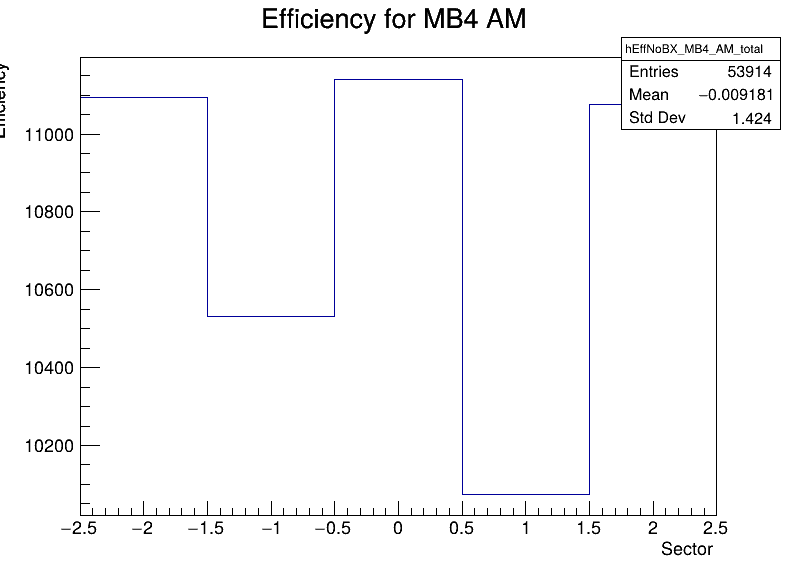 Efficiency for MB4 AM
hEffNoBX_MB4_AM_total
Entries 53914
Mean −0.009181
Std Dev 1.424
Efficiency
11000
10800
10600
10400
10200
−2.5 −2 −1.5 −1 −0.5 0 0.5 1 1.5 2 2.5
Sector